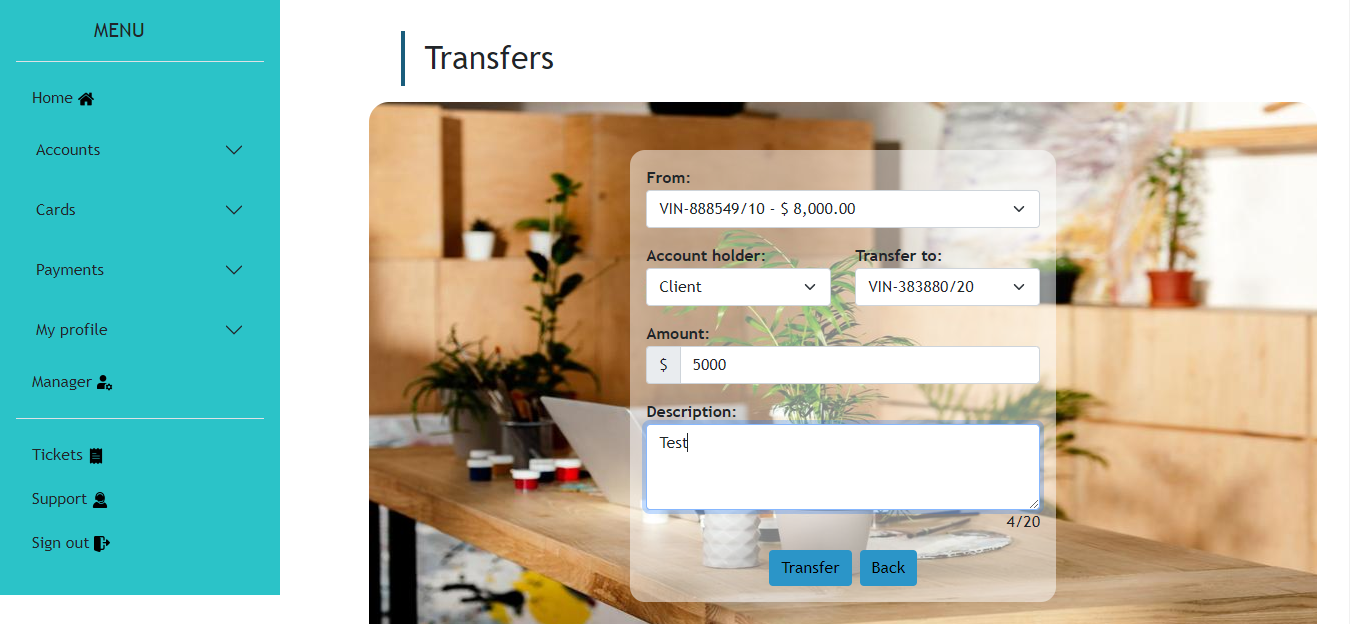 MENU
Home
Accounts
Cards
Payments
My profile
Manager
Tickets
Support
Sign out
Transfers
From:
VIN-888549/10 - $ 8,000.00
Account holder:
Transfer to:
Client
VIN-383880/20
Amount:
$ 5000
Description:
Test
4/20
Transfer
Back